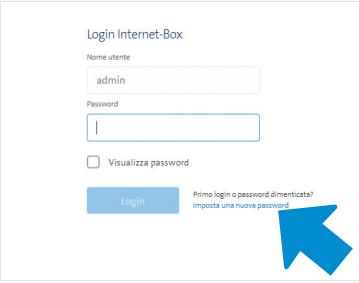 Login Internet-Box
Nome utente
admin
Password
Visualizza password
Login
Primo login o password dimenticata?
Imposta una nuova password